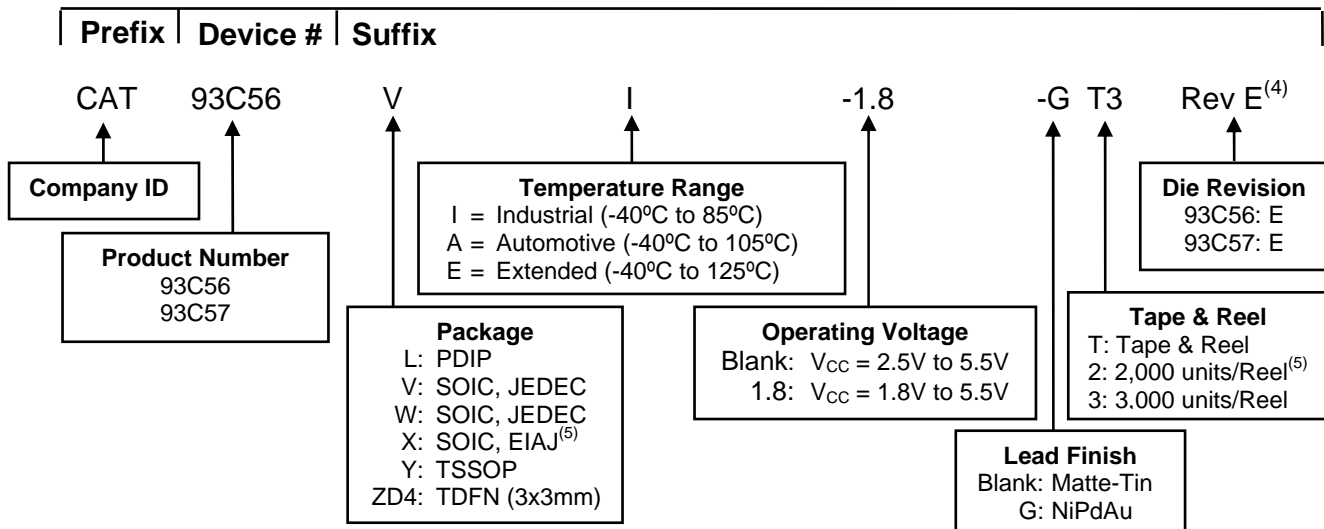 Prefix Device # Suffix
CAT 93C56 V I -1.8 -G T3 Rev E(4)
Company ID
Product Number
93C56
93C57
Temperature Range
I = Industrial (-40ºC to 85ºC)
A = Automotive (-40ºC to 105ºC)
E = Extended (-40ºC to 125ºC)
Die Revision
93C56: E
93C57: E
Package
L: PDIP
V: SOIC, JEDEC
W: SOIC, JEDEC
X: SOIC, EIAJ(5)
Y: TSSOP
ZD4: TDFN (3x3mm)
Operating Voltage
Blank: VCC = 2.5V to 5.5V
1.8: VCC = 1.8V to 5.5V
Tape & Reel
T: Tape & Reel
2: 2,000 units/Reel(5)
3: 3,000 units/Reel
Lead Finish
Blank: Matte-Tin
G: NiPdAu